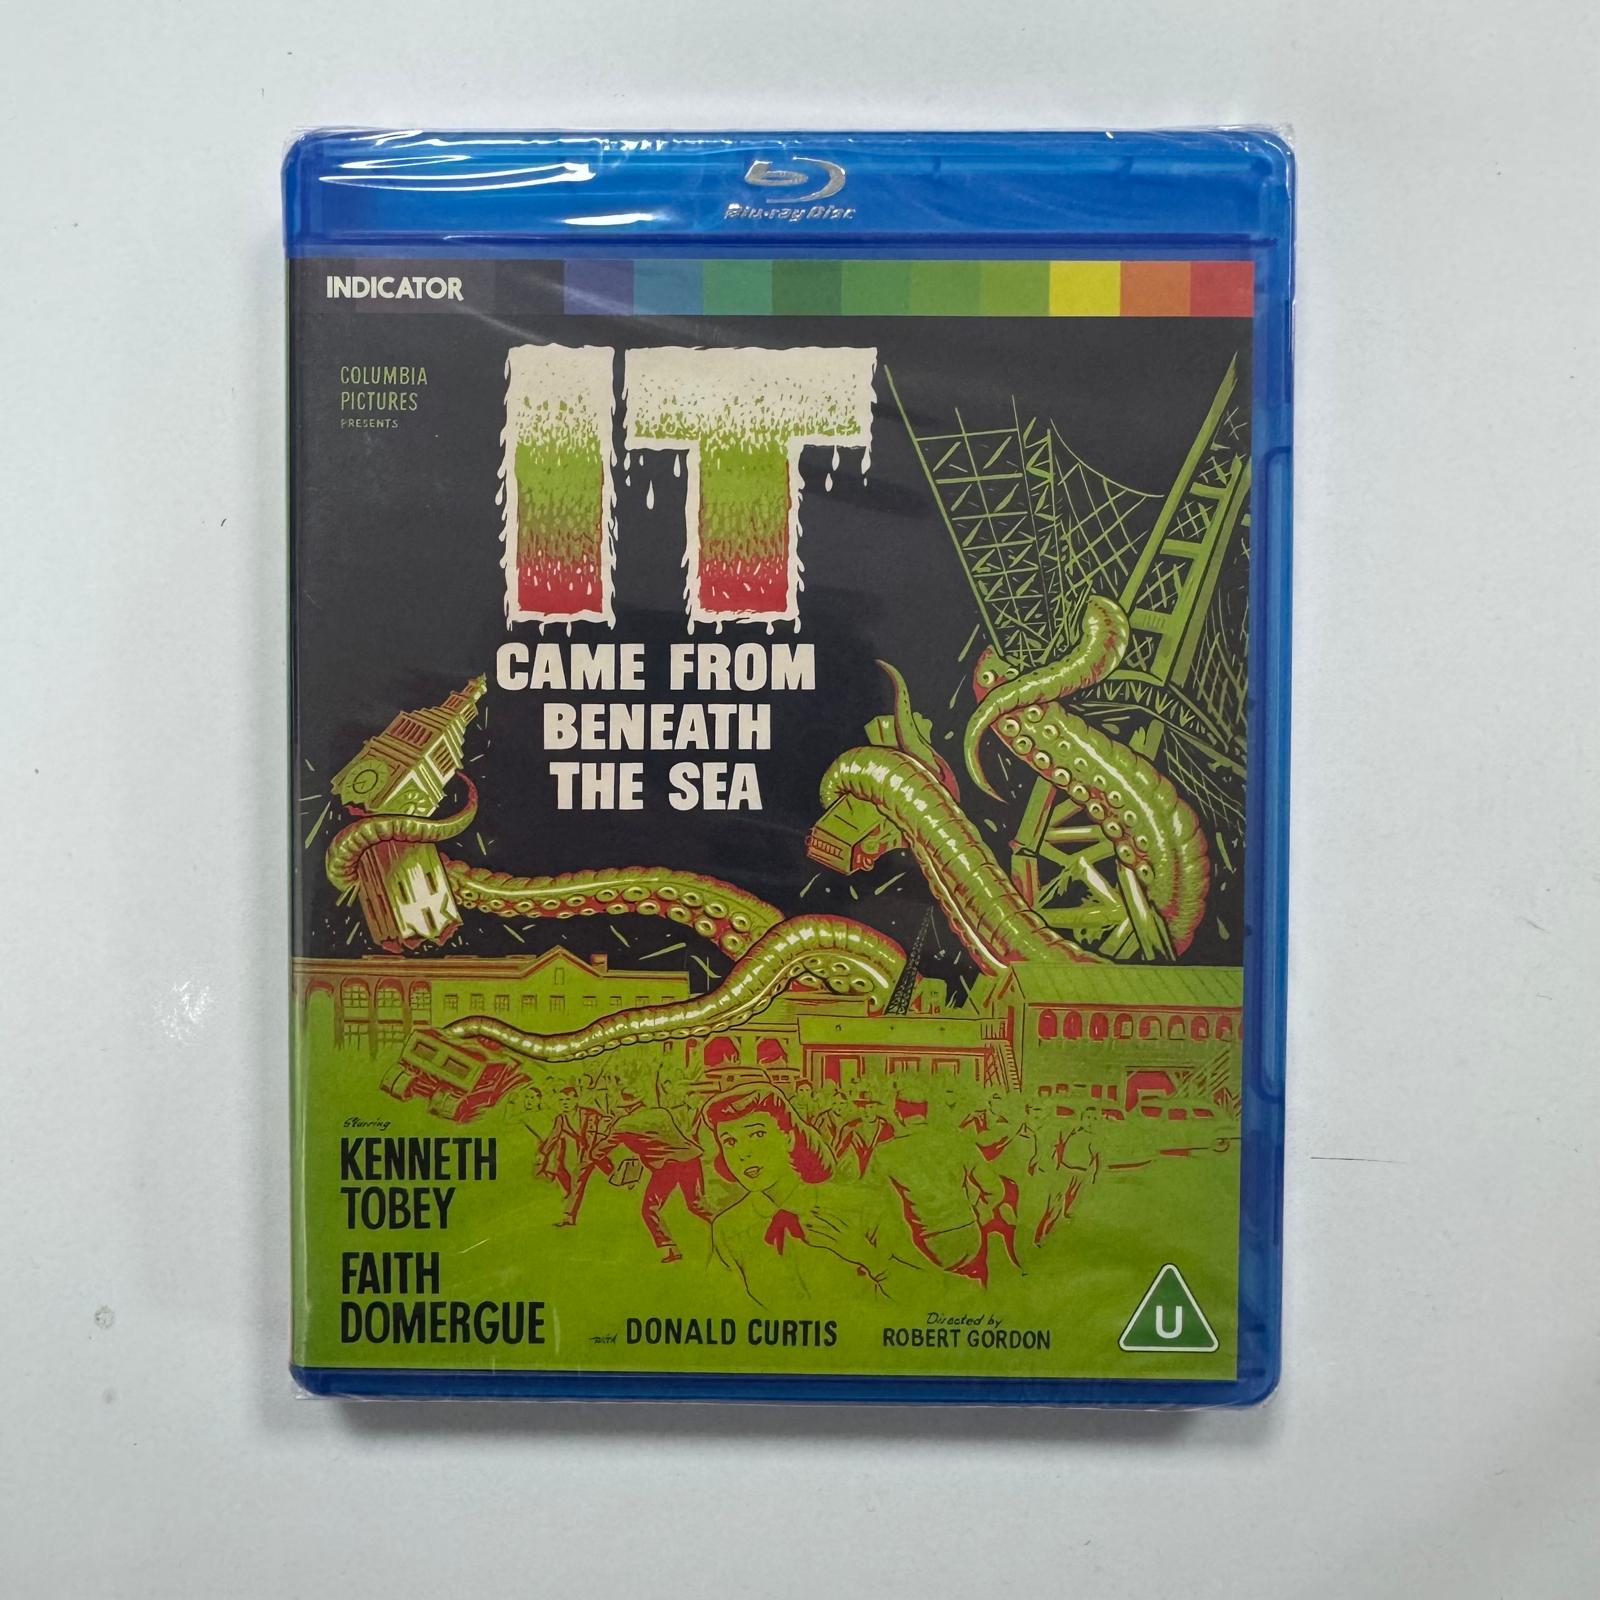 Blu-ray Disc
INDICATOR
COLUMBIA
PICTURES
PRESENTS
IT
CAME FROM
BENEATH
THE SEA
Starring
KENNETH
TOBEY
FAITH
DOMERGUE
with DONALD CURTIS
Directed by
ROBERT GORDON
U